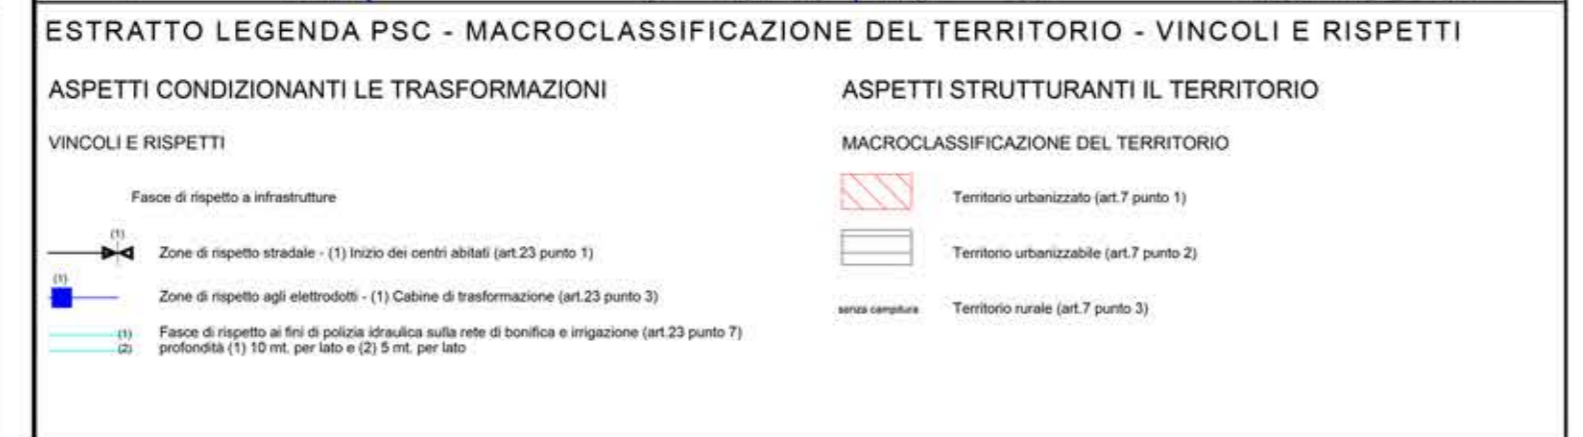 ESTRATTO LEGENDA PSC - MACROCLASSIFICAZIONE DEL TERRITORIO - VINCOLI E RISPETTI
ASPETTI CONDIZIONANTI LE TRASFORMAZIONI
VINCOLI E RISPETTI
Fasce di rispetto a infrastrutture
(1)
Zone di rispetto stradale - (1) Inizio dei centri abitati (art.23 punto 1)
(1)
Zone di rispetto agli elettrodotti - (1) Cabine di trasformazione (art.23 punto 3)
(1) Fasce di rispetto ai fini di polizia idraulica sulla rete di bonifica e irrigazione (art.23 punto 7)
(2) profondità (1) 10 mt. per lato e (2) 5 mt. per lato
ASPETTI STRUTTURANTI IL TERRITORIO
MACROCLASSIFICAZIONE DEL TERRITORIO
Territorio urbanizzato (art.7 punto 1)
Territorio urbanizzabile (art.7 punto 2)
senza campitura Territorio rurale (art.7 punto 3)